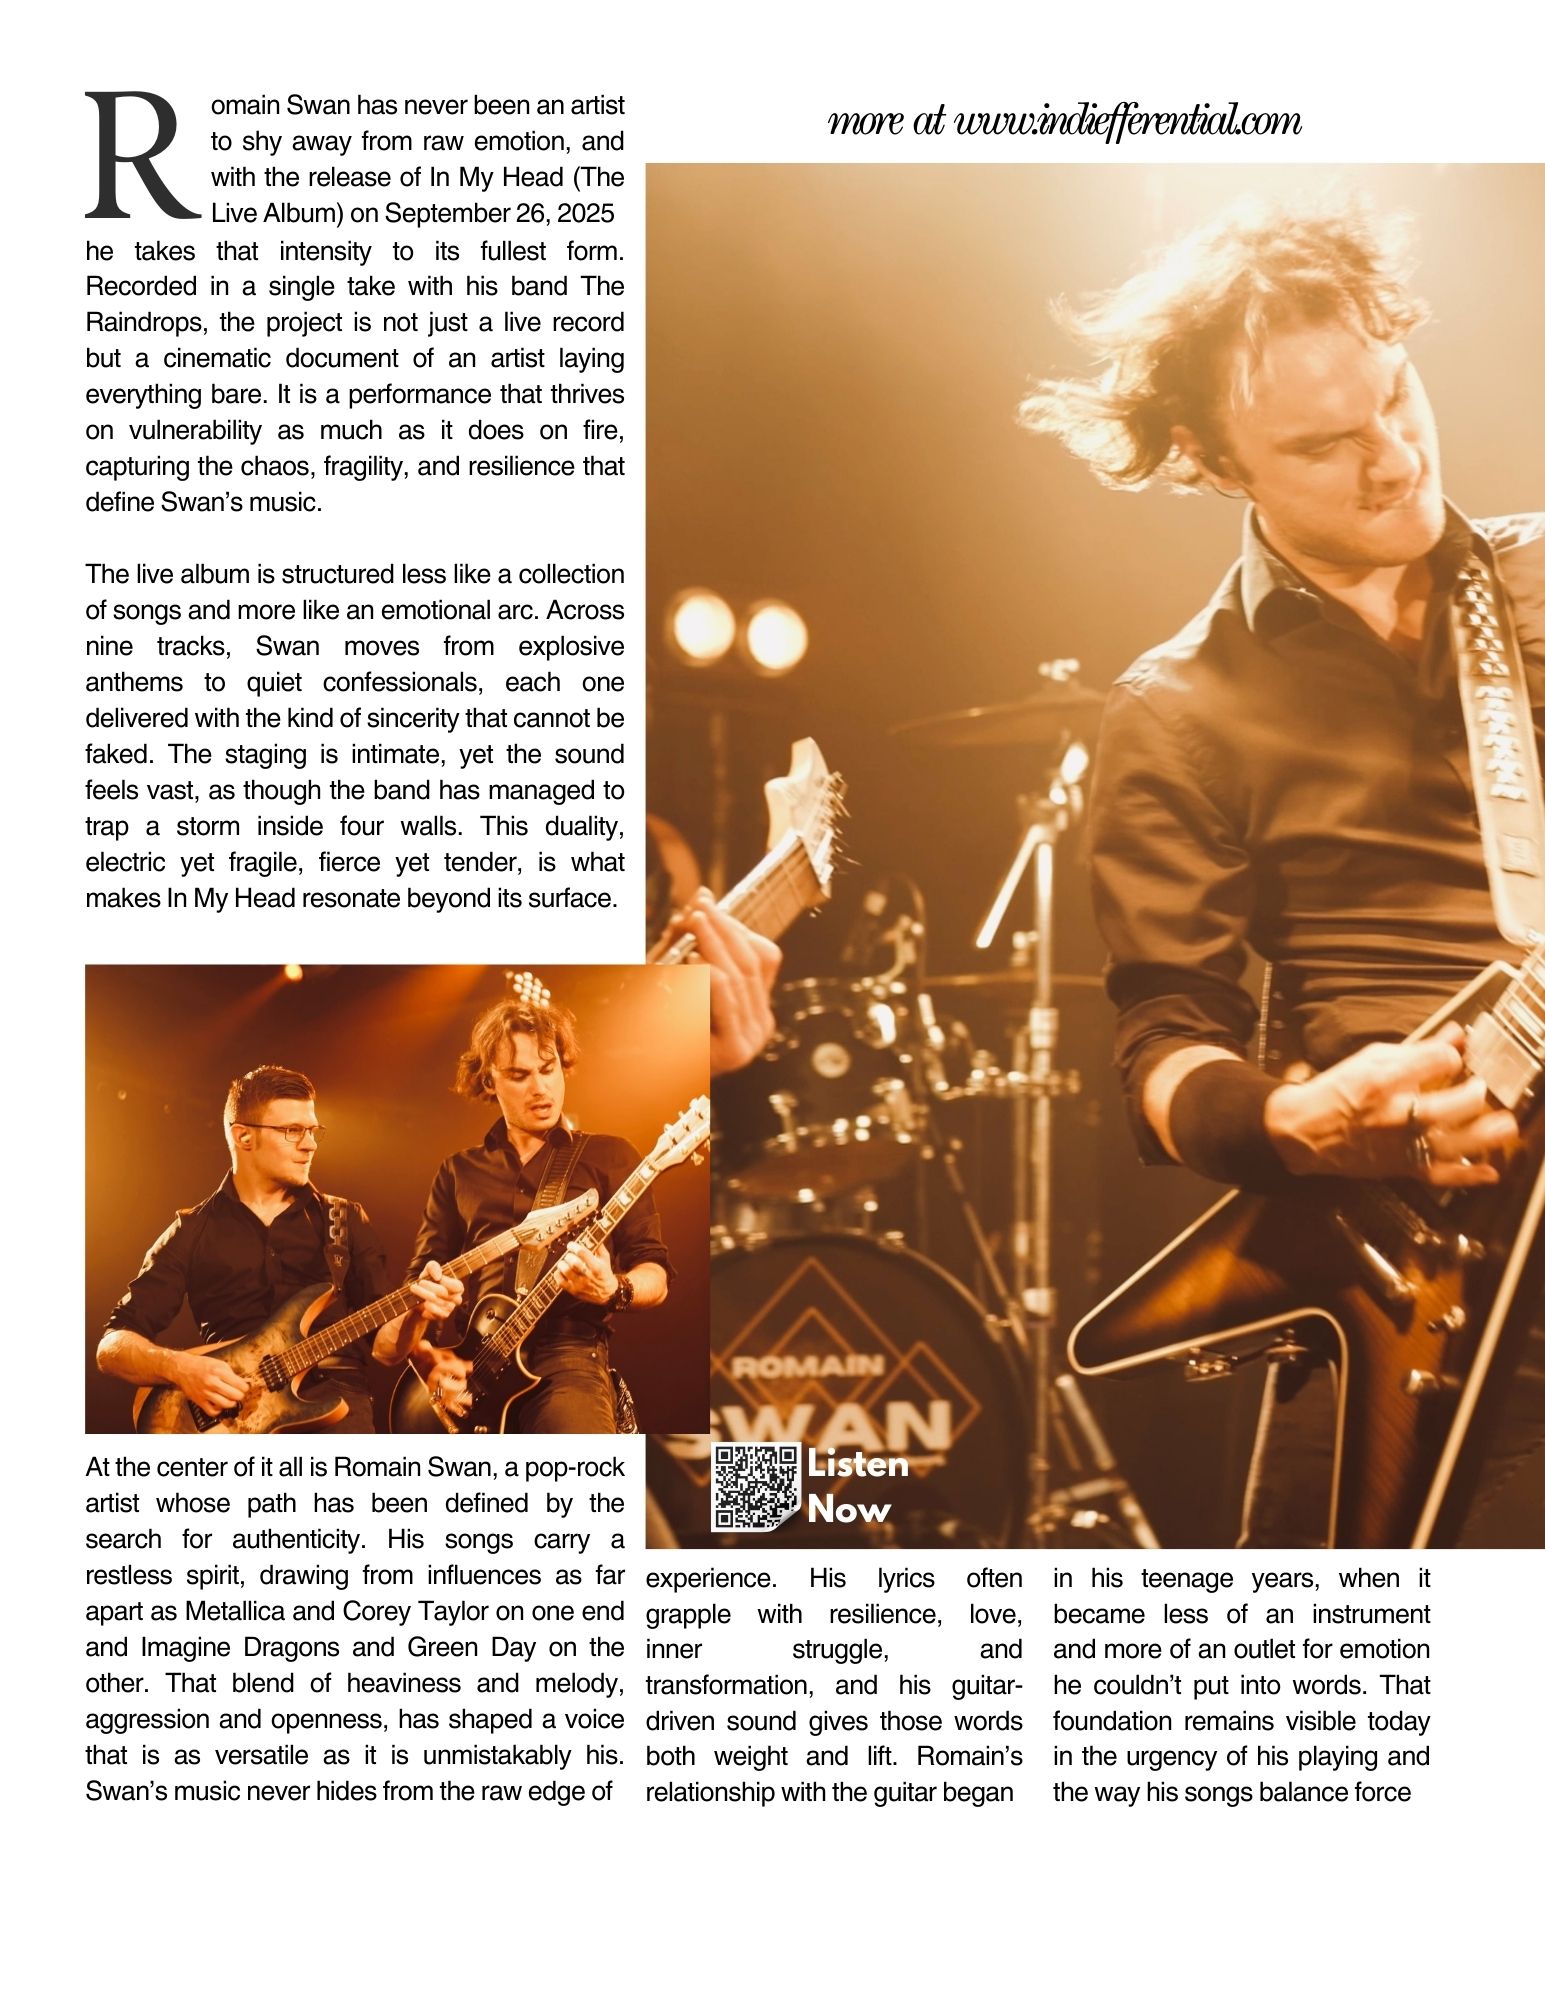 Romain Swan has never been an artist
to shy away from raw emotion, and
with the release of In My Head (The
Live Album) on September 26, 2025
he takes that intensity to its fullest form.
Recorded in a single take with his band The
Raindrops, the project is not just a live record
but a cinematic document of an artist laying
everything bare. It is a performance that thrives
on vulnerability as much as it does on fire,
capturing the chaos, fragility, and resilience that
define Swan’s music.
The live album is structured less like a collection
of songs and more like an emotional arc. Across
nine tracks, Swan moves from explosive
anthems to quiet confessionals, each one
delivered with the kind of sincerity that cannot be
faked. The staging is intimate, yet the sound
feels vast, as though the band has managed to
trap a storm inside four walls. This duality,
electric yet fragile, fierce yet tender, is what
makes In My Head resonate beyond its surface.
more at www.indiefferential.com
ROMAIN
SWAN
Listen
Now
At the center of it all is Romain Swan, a pop-rock
artist whose path has been defined by the
search for authenticity. His songs carry a
restless spirit, drawing from influences as far
apart as Metallica and Corey Taylor on one end
and Imagine Dragons and Green Day on the
other. That blend of heaviness and melody,
aggression and openness, has shaped a voice
that is as versatile as it is unmistakably his.
Swan’s music never hides from the raw edge of
experience. His lyrics often
grapple with resilience, love,
inner struggle, and
transformation, and his guitar-
driven sound gives those words
both weight and lift. Romain’s
relationship with the guitar began
in his teenage years, when it
became less of an instrument
and more of an outlet for emotion
he couldn’t put into words. That
foundation remains visible today
in the urgency of his playing and
the way his songs balance force